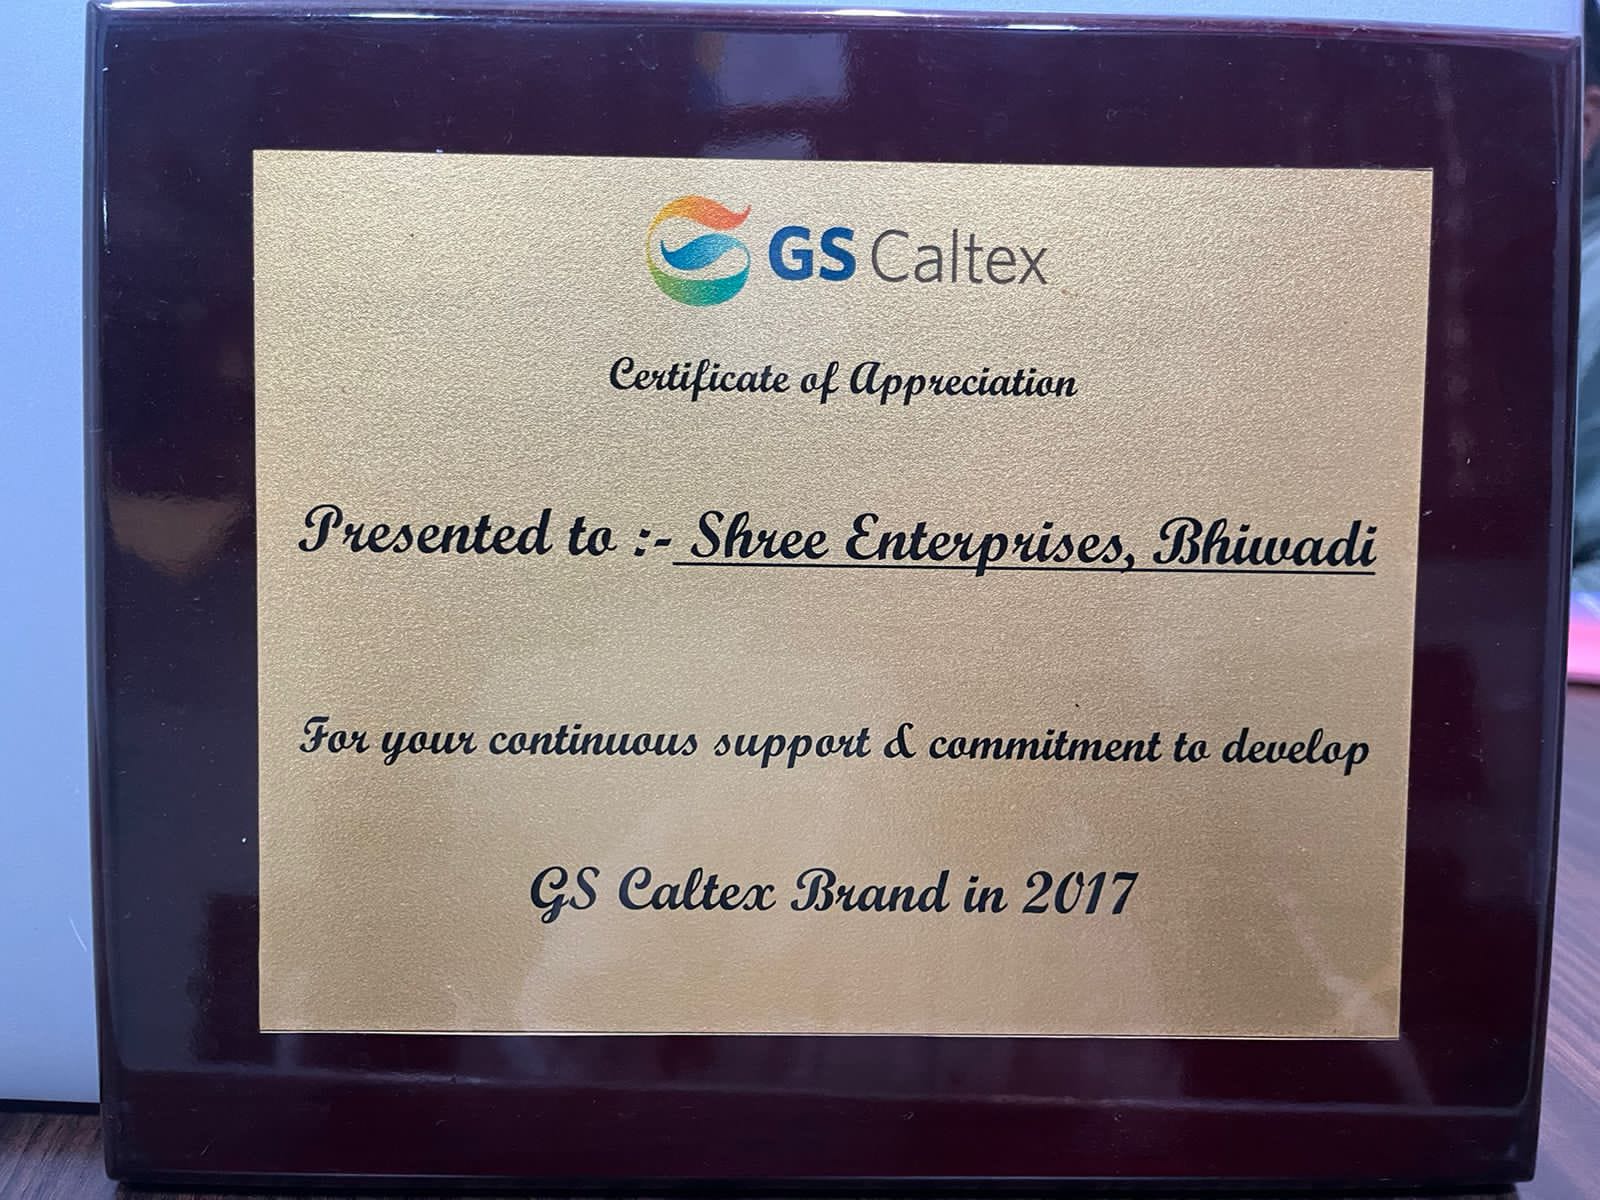 GS Caltex
Certificate of Appreciation
Presented to :- Shree Enterprises, Bhiwadi
For your continuous support & commitment to develop
GS Caltex Brand in 2017